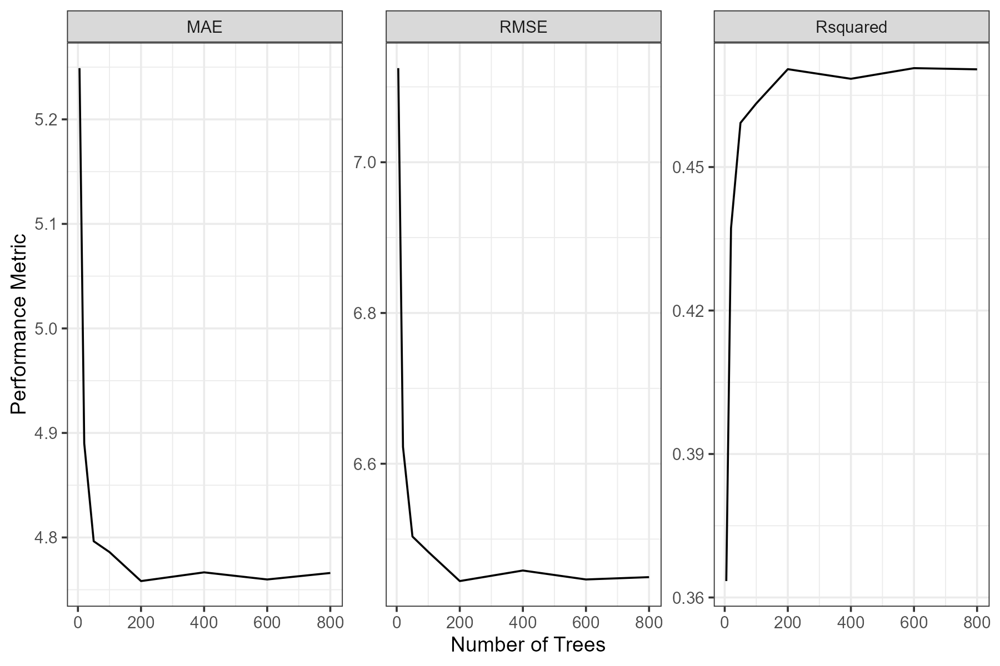 MAE
RMSE
Rsquared
Performance Metric
5.2
5.1
5.0
4.9
4.8
7.0
6.8
6.6
0.45
0.42
0.39
0.36
0 200 400 600 800
0 200 400 600 800
0 200 400 600 800
Number of Trees